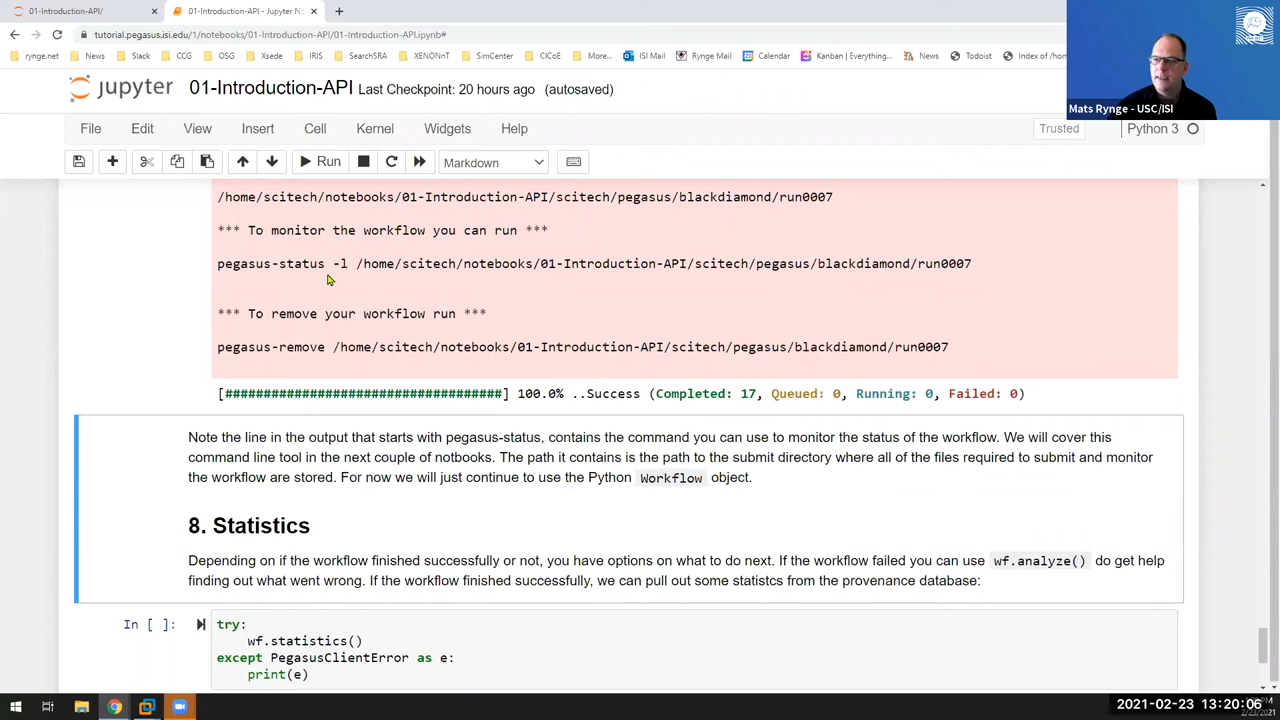 01-Introduction-API/
01-Introduction-API - Jupyter N
tutorial.pegasus.isi.edu/1/notebooks/01-Introduction-API/01-Introduction-API.ipynb#
rynge.net
News
Slack
CCG
OSG
Xsede
IRIS
SearchSRA
XENONnT
SimCenter
CICoE
More...
ISI Mail
Rynge Mail
Calendar
Kanban | Everything...
News
Todoist
Index of /hom
Mats Rynge - USC/ISI
jupyter 01-Introduction-API Last Checkpoint: 20 hours ago (autosaved)
File Edit View Insert Cell Kernel Widgets Help
Trusted
Python 3
Run
Markdown
/home/scitech/notebooks/01-Introduction-API/scitech/pegasus/blackdiamond/run0007
*** To monitor the workflow you can run ***
pegasus-status -l /home/scitech/notebooks/01-Introduction-API/scitech/pegasus/blackdiamond/run0007
*** To remove your workflow run ***
pegasus-remove /home/scitech/notebooks/01-Introduction-API/scitech/pegasus/blackdiamond/run0007
[##################################] 100.0% ..Success (Completed: 17, Queued: 0, Running: 0, Failed: 0)
Note the line in the output that starts with pegasus-status, contains the command you can use to monitor the status of the workflow. We will cover this
command line tool in the next couple of notbooks. The path it contains is the path to the submit directory where all of the files required to submit and monitor
the workflow are stored. For now we will just continue to use the Python Workflow object.
8. Statistics
Depending on if the workflow finished successfully or not, you have options on what to do next. If the workflow failed you can use wf.analyze() do get help
finding out what went wrong. If the workflow finished successfully, we can pull out some statistcs from the provenance database:
In [ ]:
try:
wf.statistics()
except PegasusClientError as e:
print(e)
2021-02-23 13:20:06